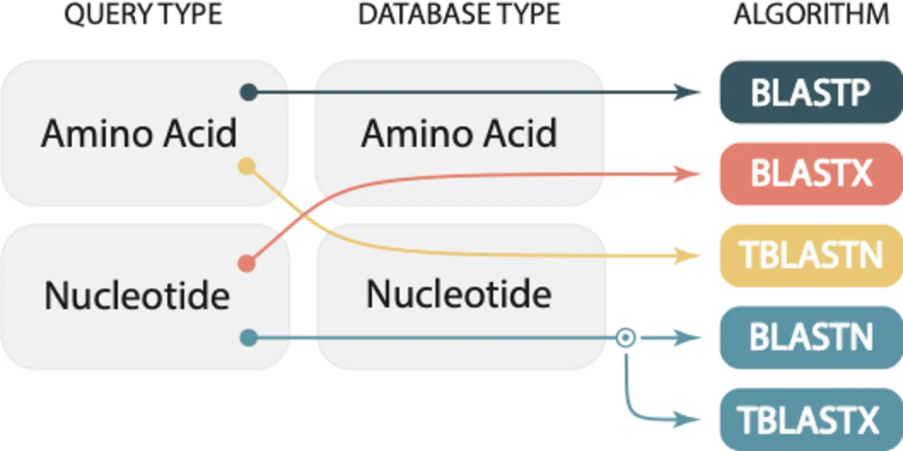 QUERY TYPE DATABASE TYPE ALGORITHM
Amino Acid Amino Acid BLASTP
BLASTX
TBLASTN
Nucleotide Nucleotide BLASTN
TBLASTX